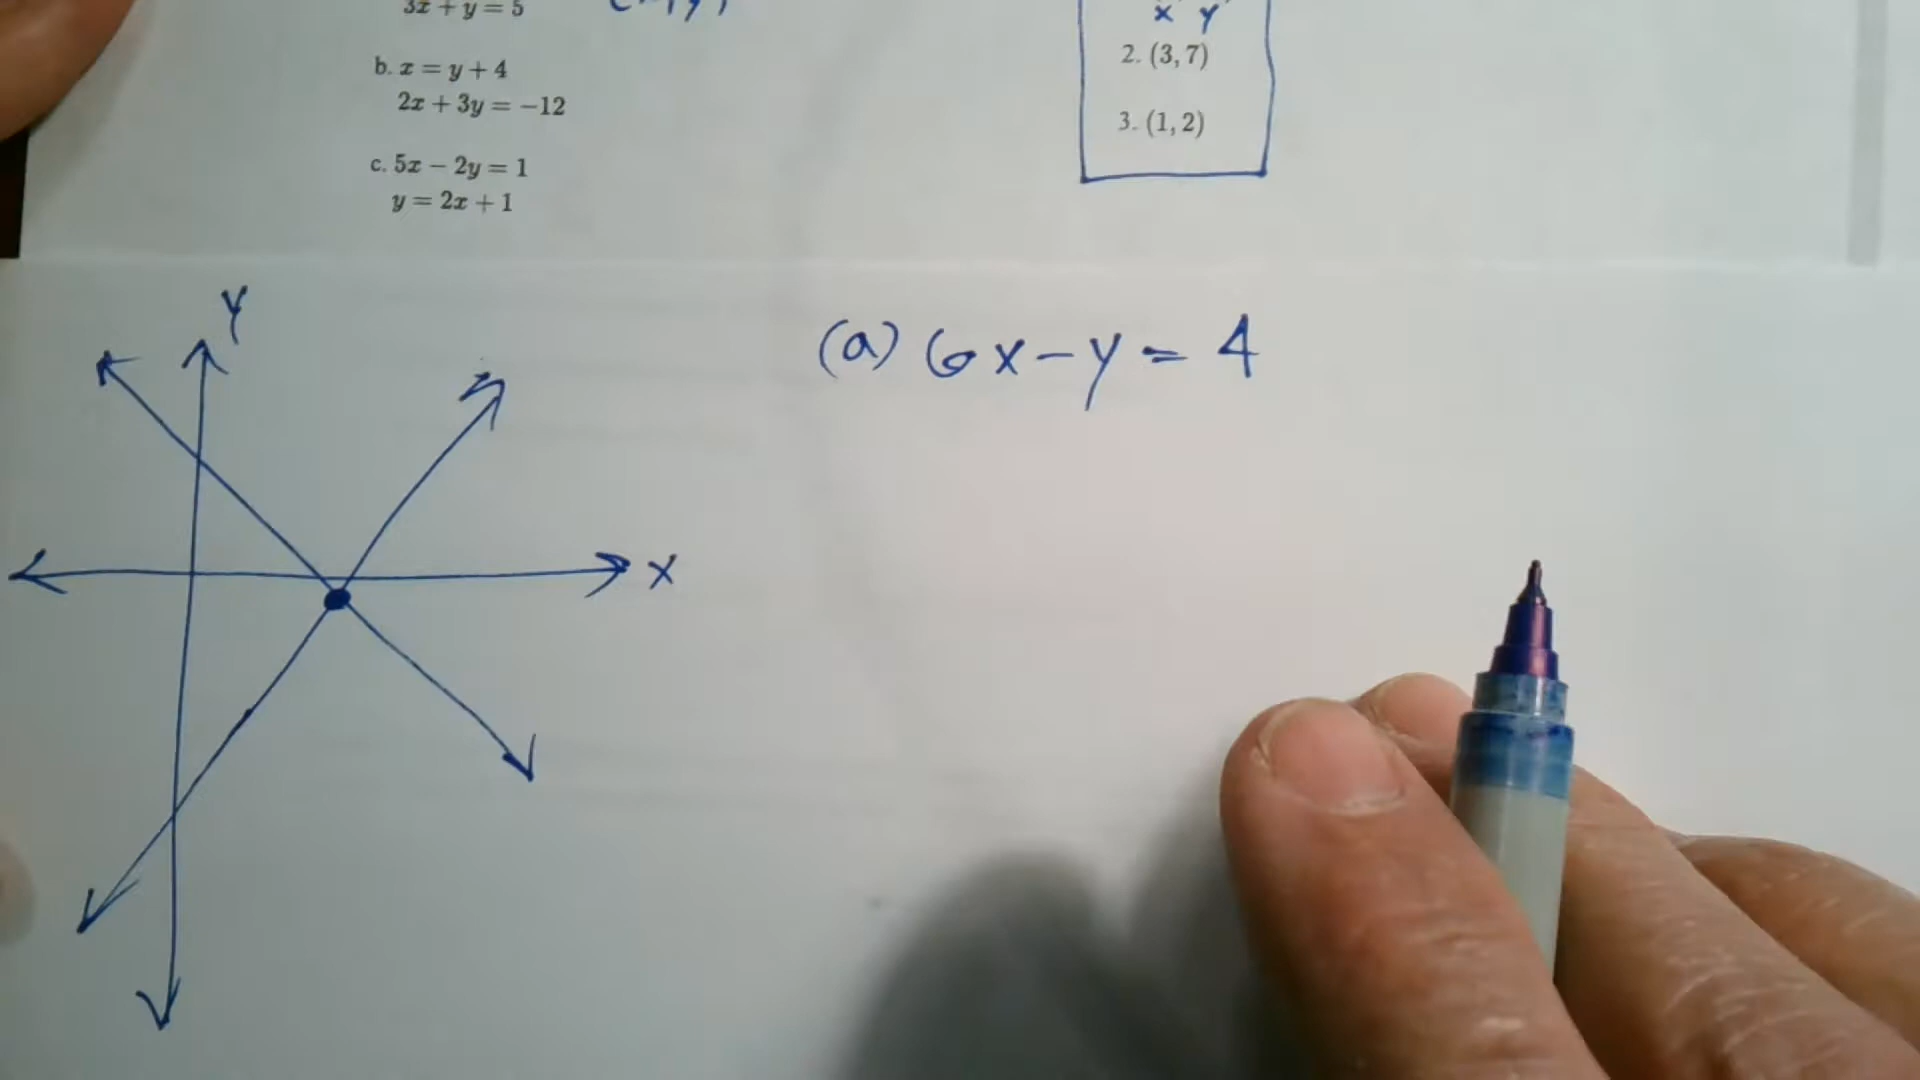 3x + y = 5
b. x = y + 4
2x + 3y = −12
c. 5x − 2y = 1
y = 2x + 1
x y
2. (3, 7)
3. (1, 2)
Y
X
(a) 6x − y = 4